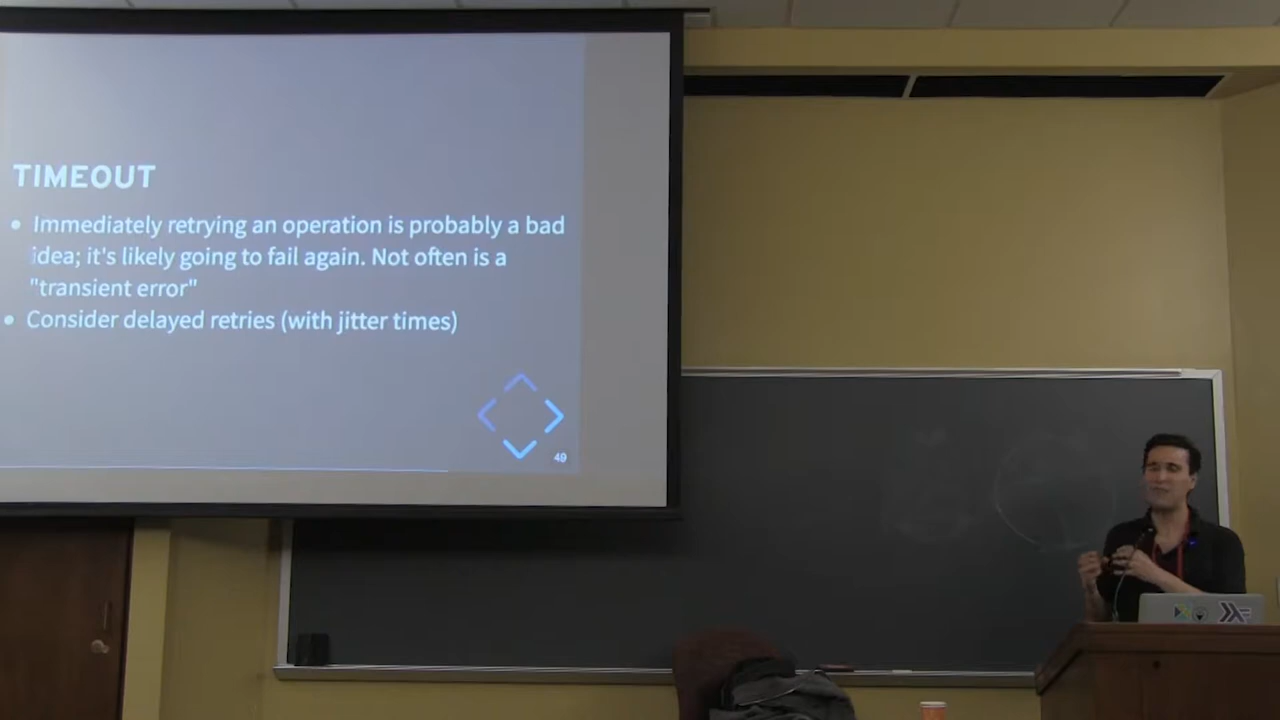 TIMEOUT
• Immediately retrying an operation is probably a bad
idea; it's likely going to fail again. Not often is a
"transient error"
• Consider delayed retries (with jitter times)
49